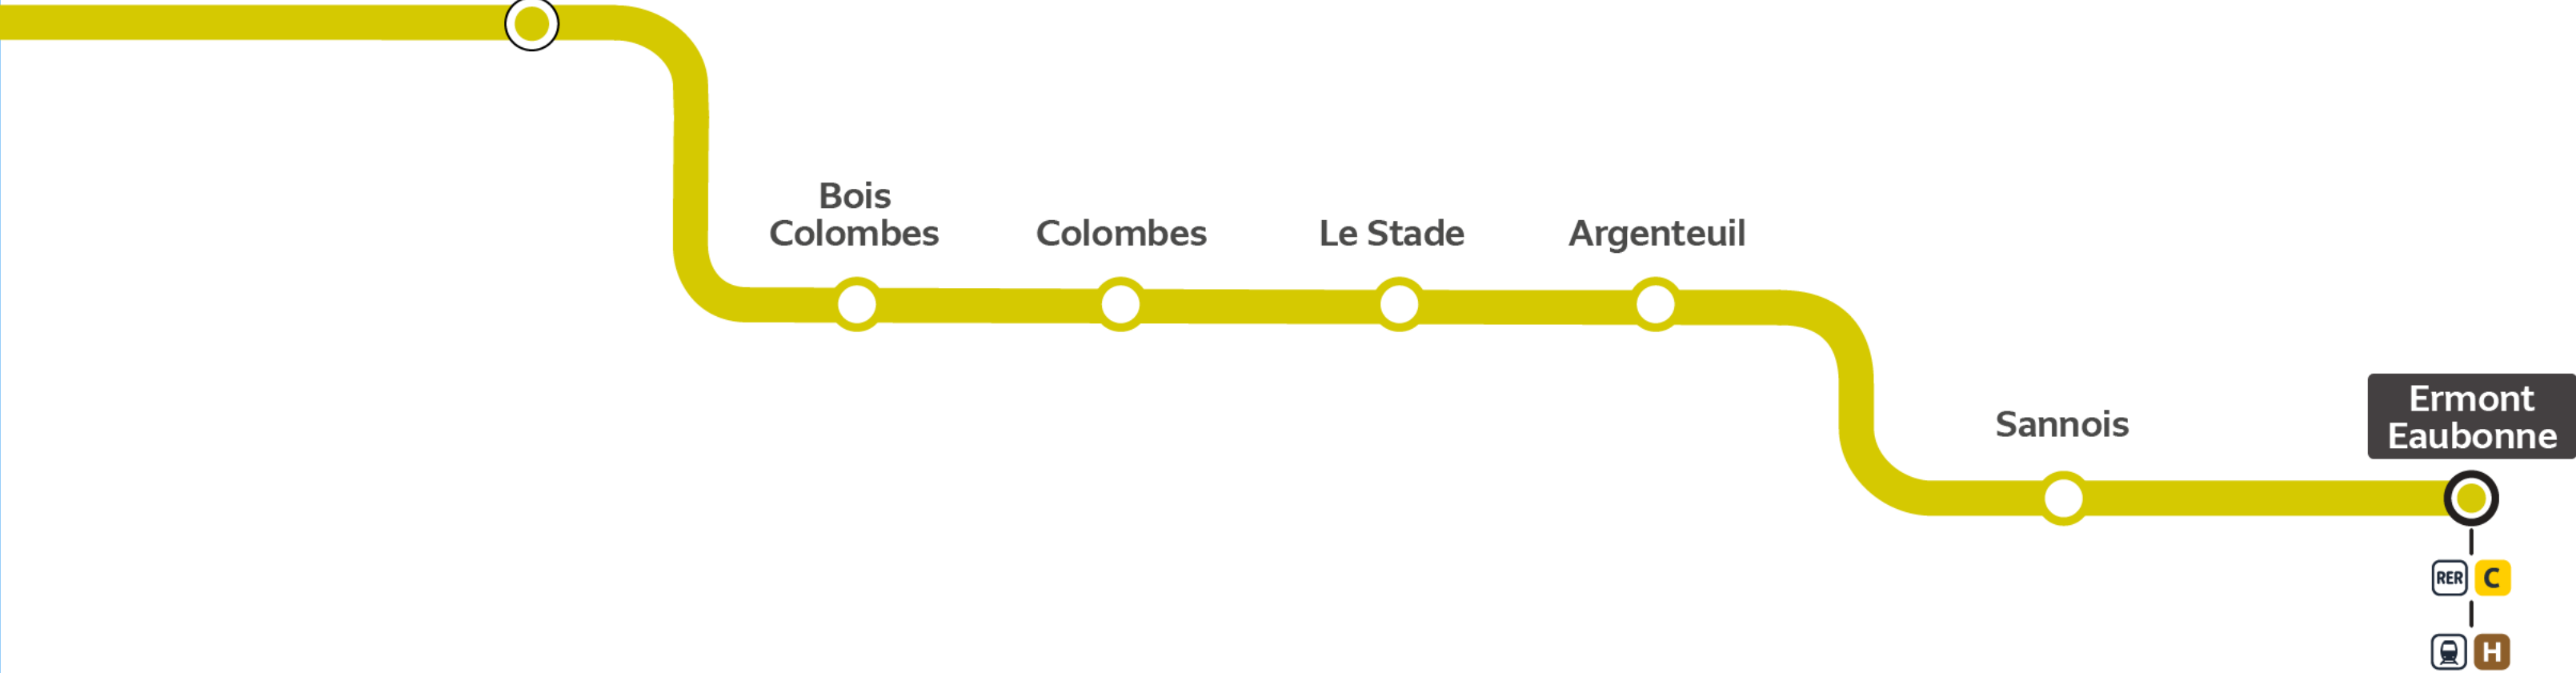 Bois
Colombes
Colombes
Le Stade
Argenteuil
Sannois
Ermont
Eaubonne
RER C
H